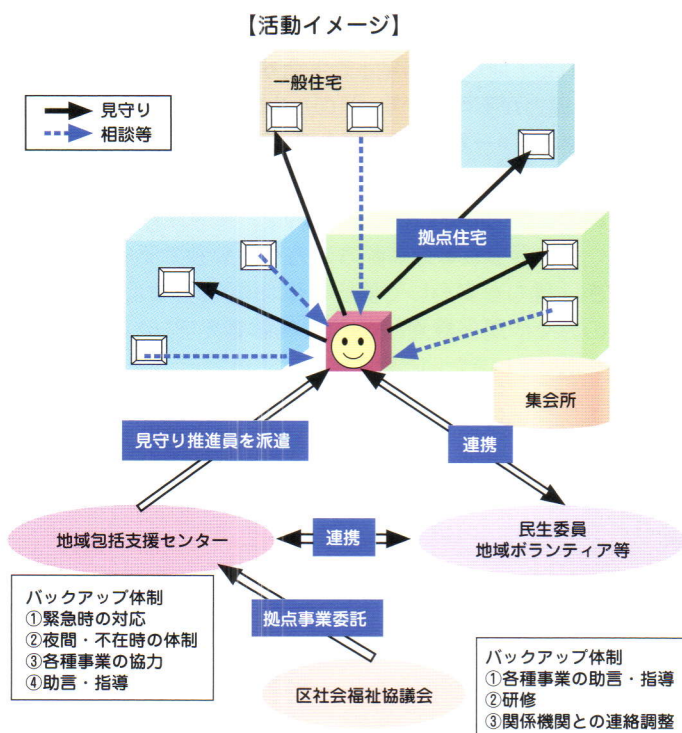 【活動イメージ】
見守り
相談等
一般住宅
拠点住宅
集会所
見守り推進員を派遣
連携
地域包括支援センター
連携
民生委員
地域ボランティア等
バックアップ体制
①緊急時の対応
②夜間・不在時の体制
③各種事業の協力
④助言・指導
拠点事業委託
区社会福祉協議会
バックアップ体制
①各種事業の助言・指導
②研修
③関係機関との連絡調整